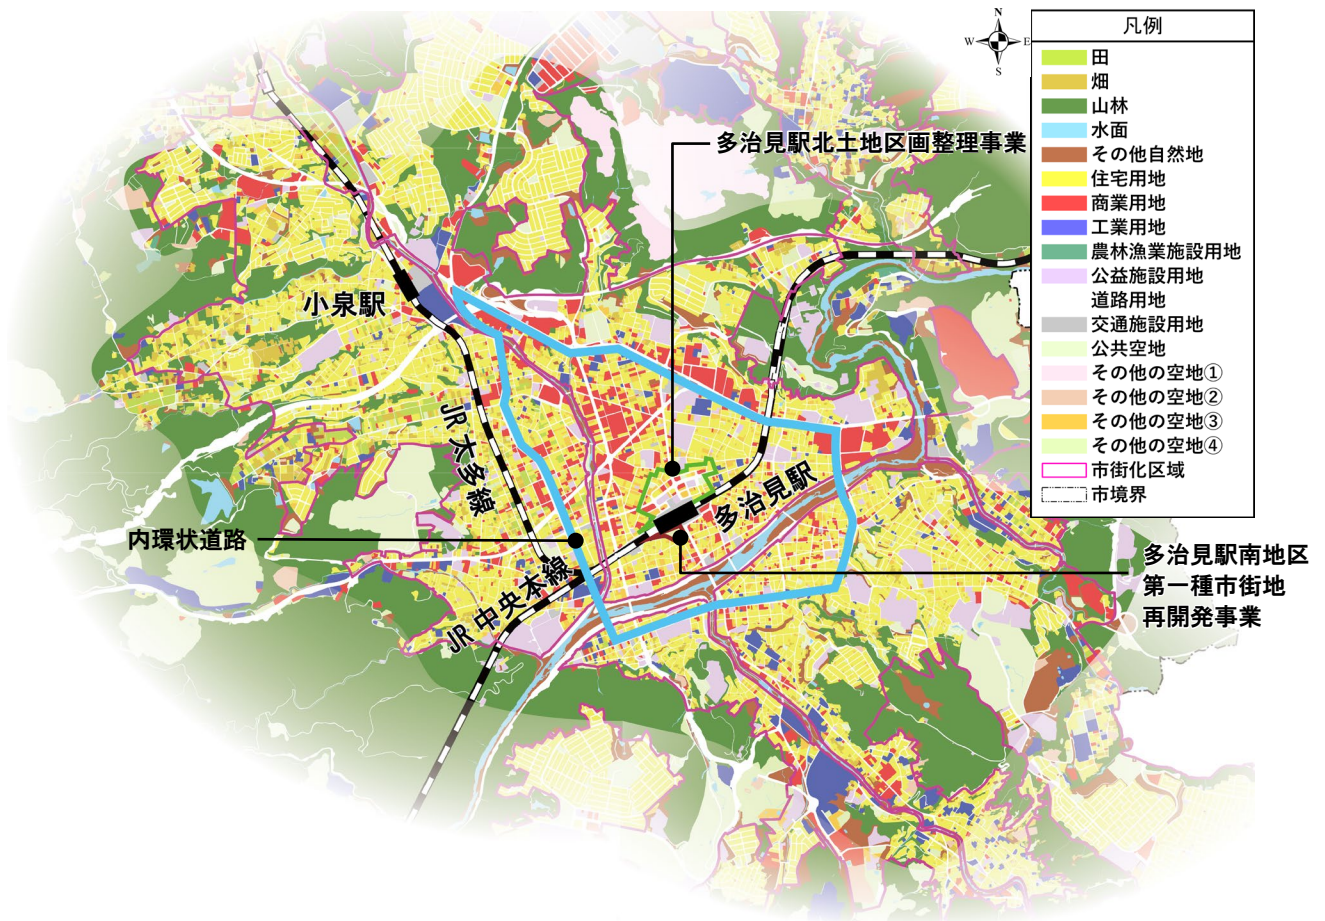 N
W
E
S
凡例
田
畑
山林
水面
その他自然地
住宅用地
商業用地
工業用地
農林漁業施設用地
公益施設用地
道路用地
交通施設用地
公共空地
その他の空地①
その他の空地②
その他の空地③
その他の空地④
市街化区域
市境界
多治見駅北土地区画整理事業
小泉駅
JR太多線
多治見駅
内環状道路
JR中央本線
多治見駅南地区
第一種市街地
再開発事業